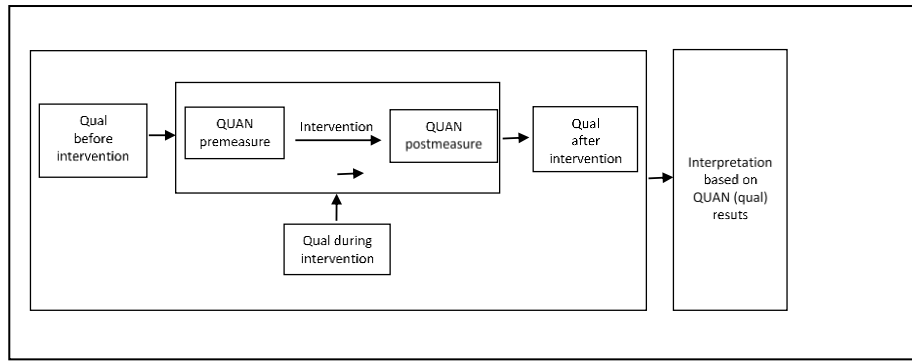 Qual
before
intervention
QUAN
premeasure
Intervention
QUAN
postmeasure
Qual
after
intervention
Qual during
intervention
Interpretation
based on
QUAN (qual)
resuts